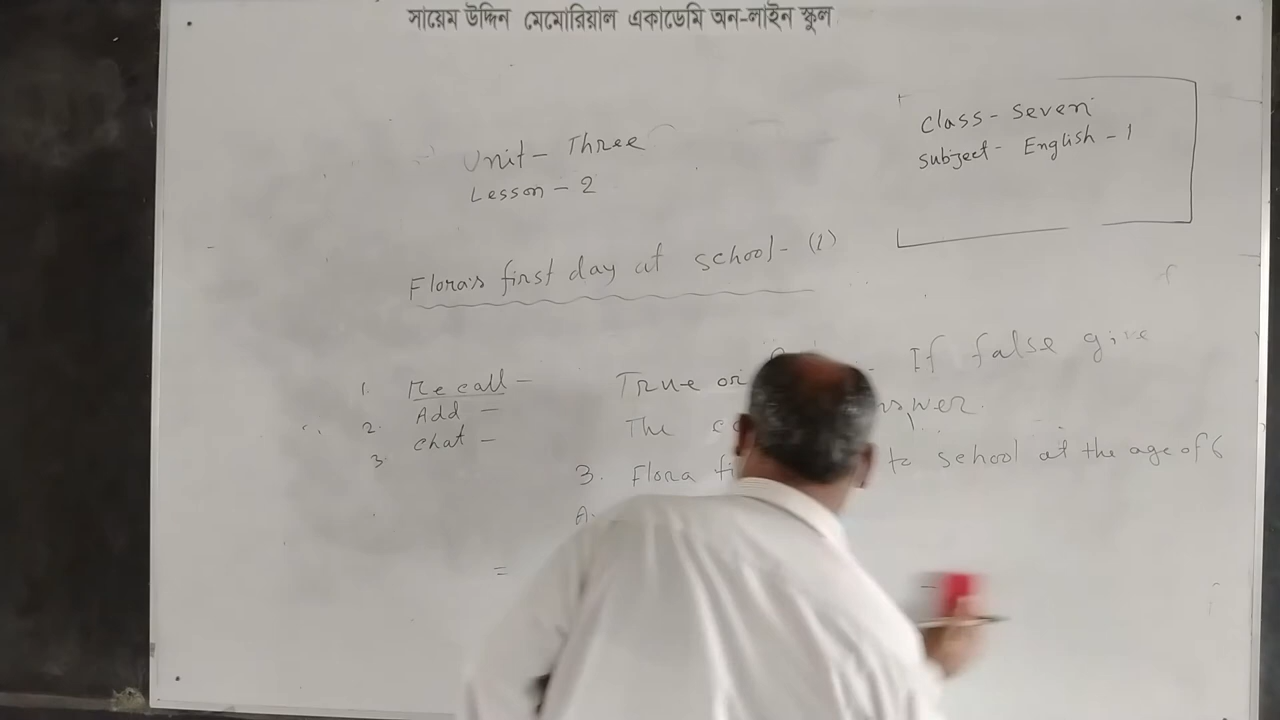 সায়েম উদ্দিন মেমোরিয়াল একাডেমি অন-লাইন স্কুল
class- seven
subject- English - 1
Unit- Three
Lesson - 2
Flora's first day at school- (1)
1. Recall -
2. Add -
3 chat -
True or - If false give
The
3. Flora to school at the age of 6
A.
=